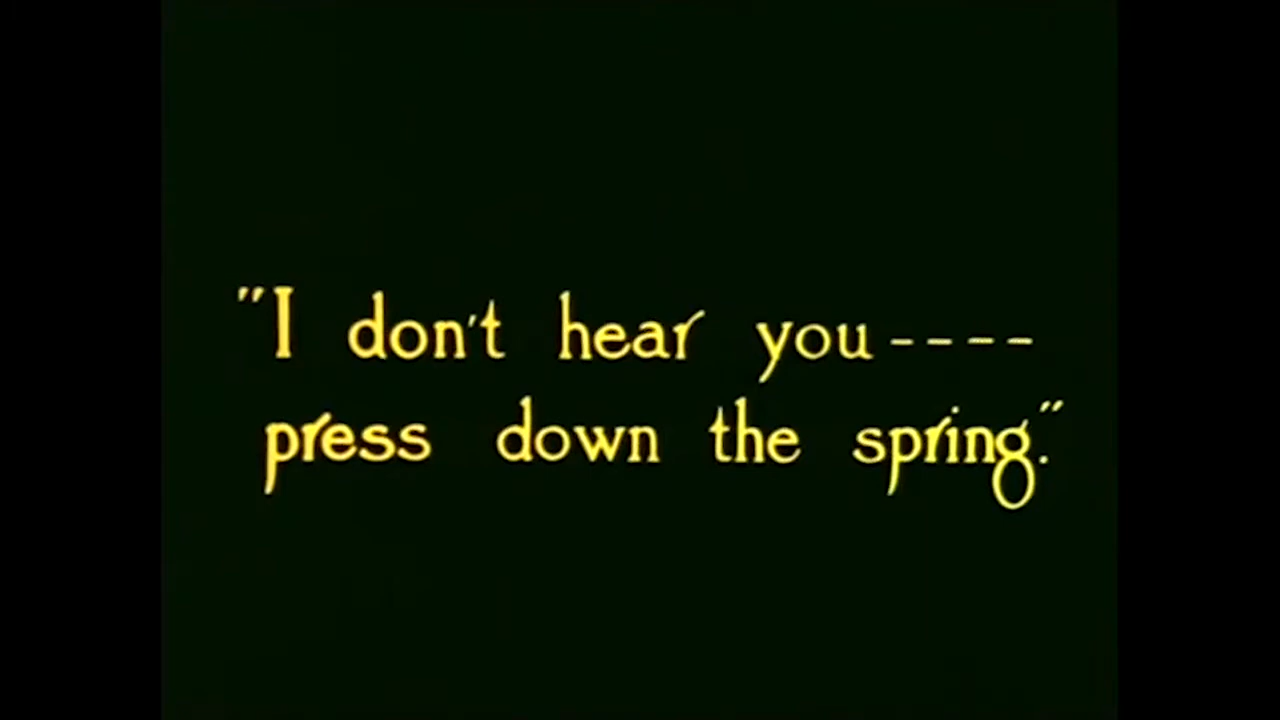 "I don't hear you----
press down the spring."